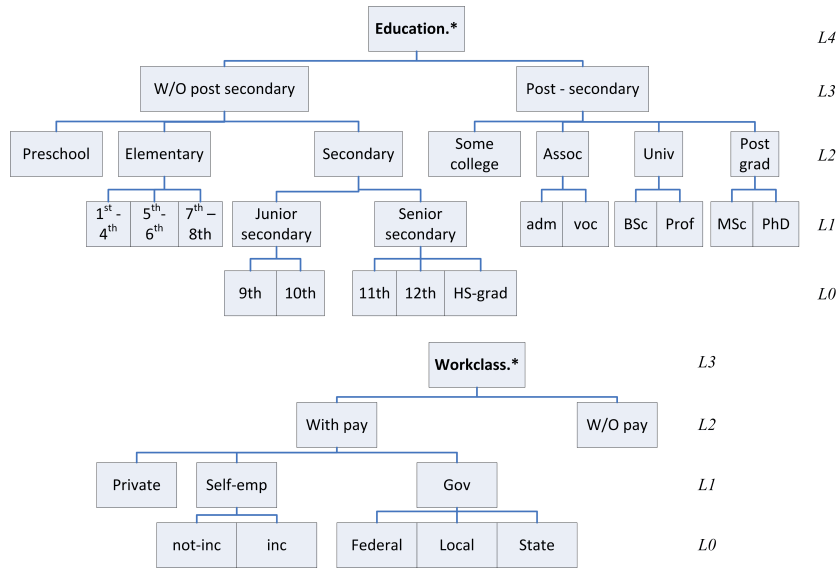 Education.*
L4
W/O post secondary
Post - secondary
L3
Preschool
Elementary
Secondary
Some
college
Assoc
Univ
Post
grad
L2
1st -
4th
5th-
6th
7th –
8th
Junior
secondary
Senior
secondary
adm
voc
BSc
Prof
MSc
PhD
L1
9th
10th
11th
12th
HS-grad
L0
Workclass.*
L3
With pay
W/O pay
L2
Private
Self-emp
Gov
L1
not-inc
inc
Federal
Local
State
L0